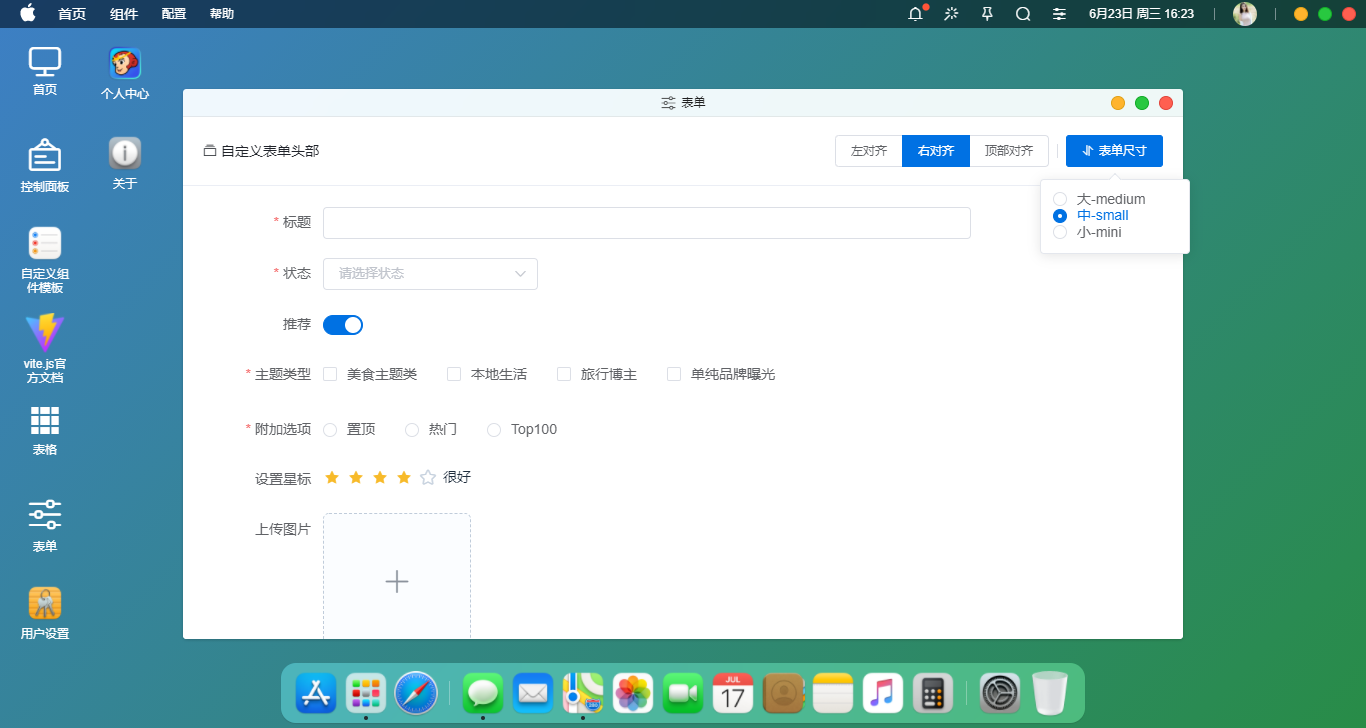 首页 组件 配置 帮助
6月23日 周三 16:23
首页
个人中心
控制面板
关于
自定义组
件模板
vite.js官
方文档
表格
表单
用户设置
表单
自定义表单头部
左对齐 右对齐 顶部对齐 表单尺寸
大-medium
中-small
小-mini
* 标题
* 状态 请选择状态
推荐
* 主题类型 美食主题类 本地生活 旅行博主 单纯品牌曝光
* 附加选项 置顶 热门 Top100
设置星标 很好
上传图片
JUL
17